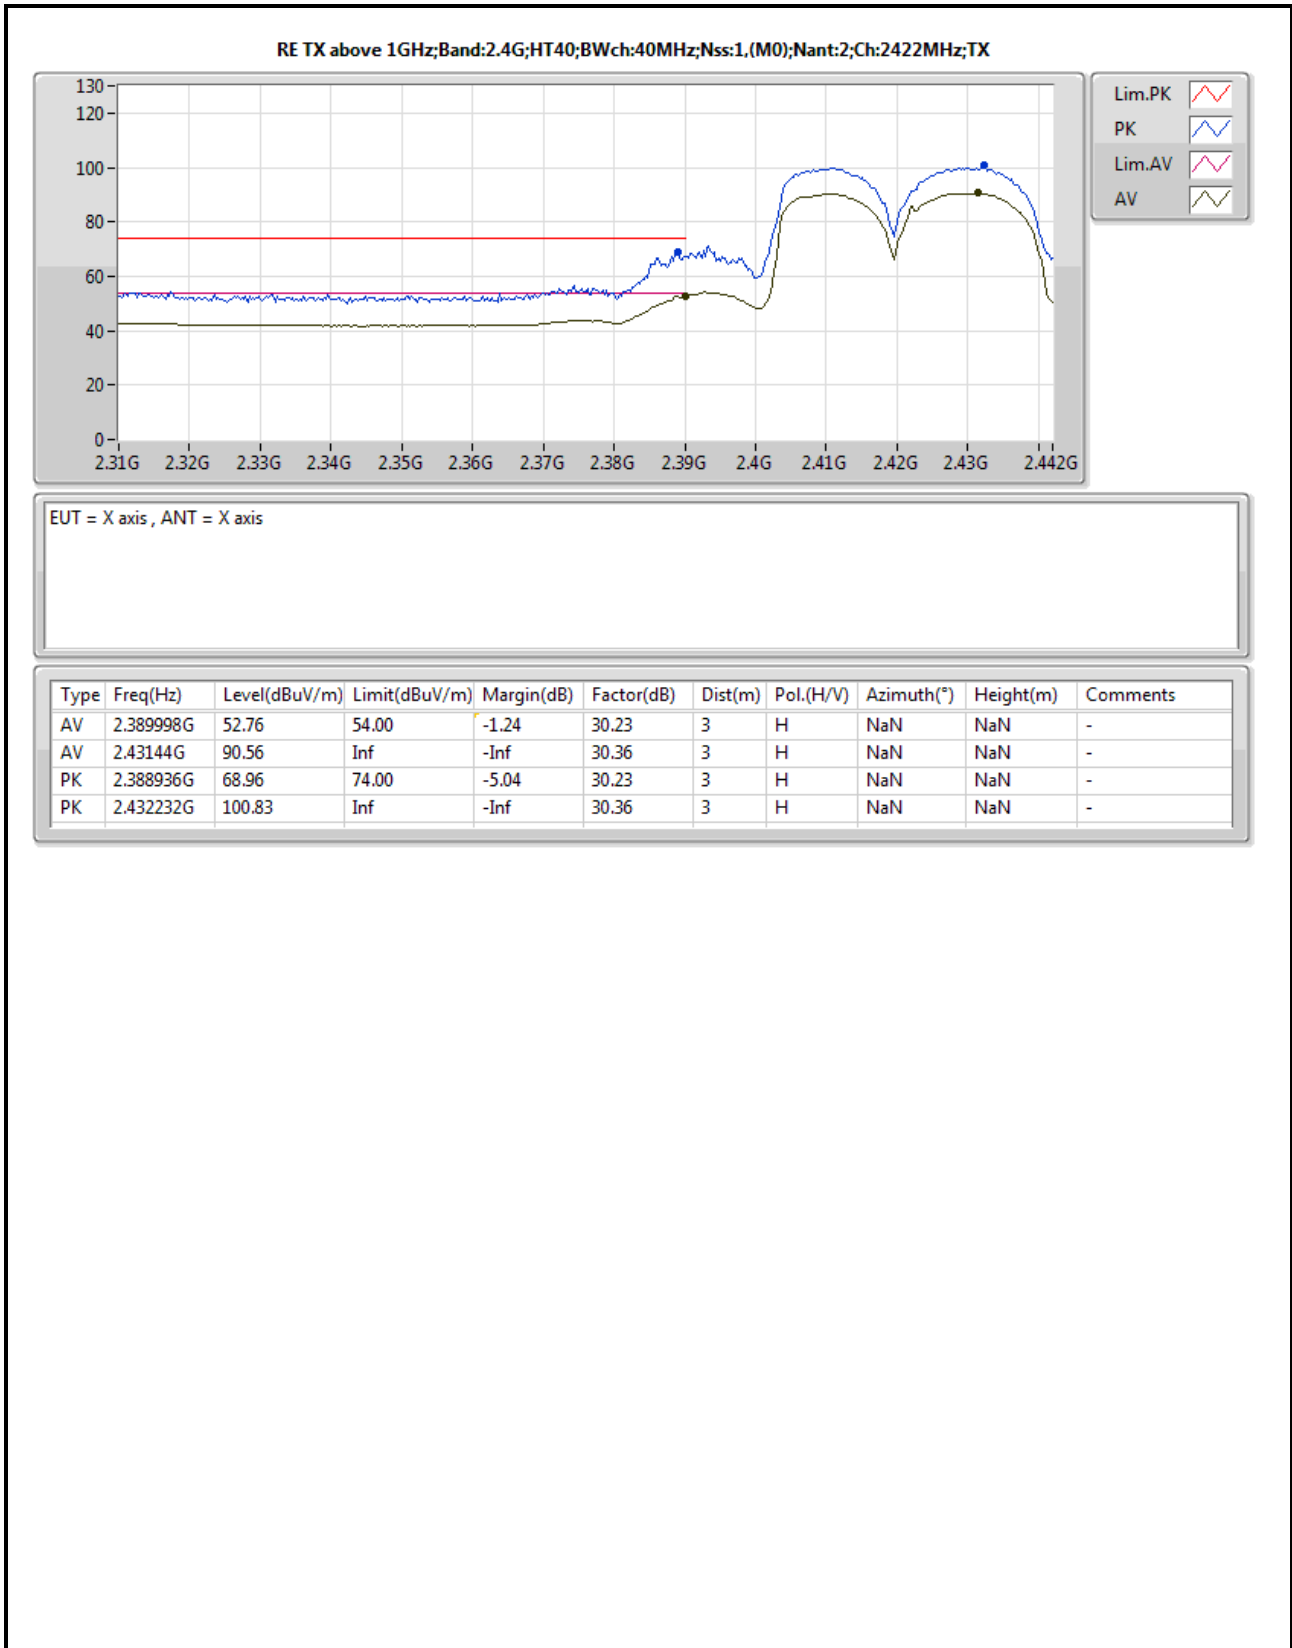 RE TX above 1GHz;Band:2.4G;HT40;BWch:40MHz;Nss:1,(M0);Nant:2;Ch:2422MHz;TX
130
120
100
80
60
40
20
0
2.31G 2.32G 2.33G 2.34G 2.35G 2.36G 2.37G 2.38G 2.39G 2.4G 2.41G 2.42G 2.43G 2.442G
Lim.PK
PK
Lim.AV
AV
EUT = X axis , ANT = X axis
Type Freq(Hz) Level(dBuV/m) Limit(dBuV/m) Margin(dB) Factor(dB) Dist(m) Pol.(H/V) Azimuth(°) Height(m) Comments
AV 2.389998G 52.76 54.00 -1.24 30.23 3 H NaN NaN -
AV 2.43144G 90.56 Inf -Inf 30.36 3 H NaN NaN -
PK 2.388936G 68.96 74.00 -5.04 30.23 3 H NaN NaN -
PK 2.432232G 100.83 Inf -Inf 30.36 3 H NaN NaN -